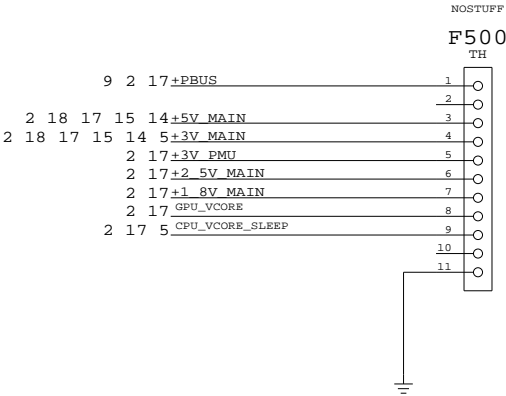 NOSTUFF
F500
TH
9 2 17 +PBUS 1
2
2 18 17 15 14 +5V_MAIN 3
2 18 17 15 14 5 +3V_MAIN 4
2 17 +3V_PMU 5
2 17 +2_5V_MAIN 6
2 17 +1_8V_MAIN 7
2 17 GPU_VCORE 8
2 17 5 CPU_VCORE_SLEEP 9
10
11